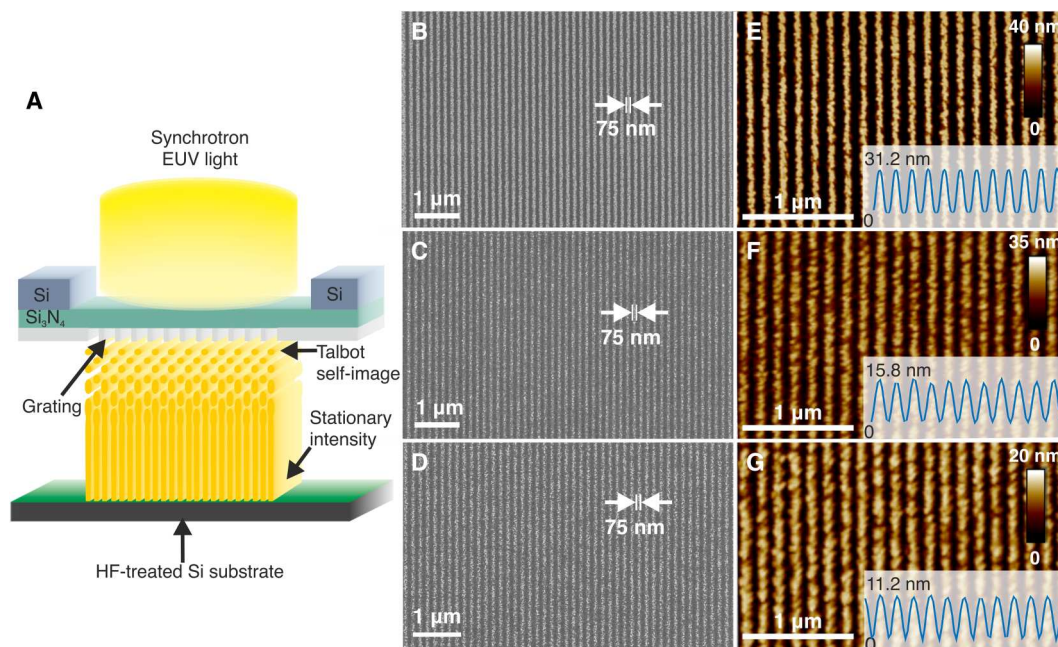 A
Synchrotron
EUV light
Si
Si
Si₃N₄
Talbot
self-image
Grating
Stationary
intensity
HF-treated Si substrate
B
75 nm
1 µm
C
75 nm
1 µm
D
75 nm
1 µm
E
40 nm
0
31.2 nm
0
1 µm
F
35 nm
0
15.8 nm
0
1 µm
G
20 nm
0
11.2 nm
0
1 µm